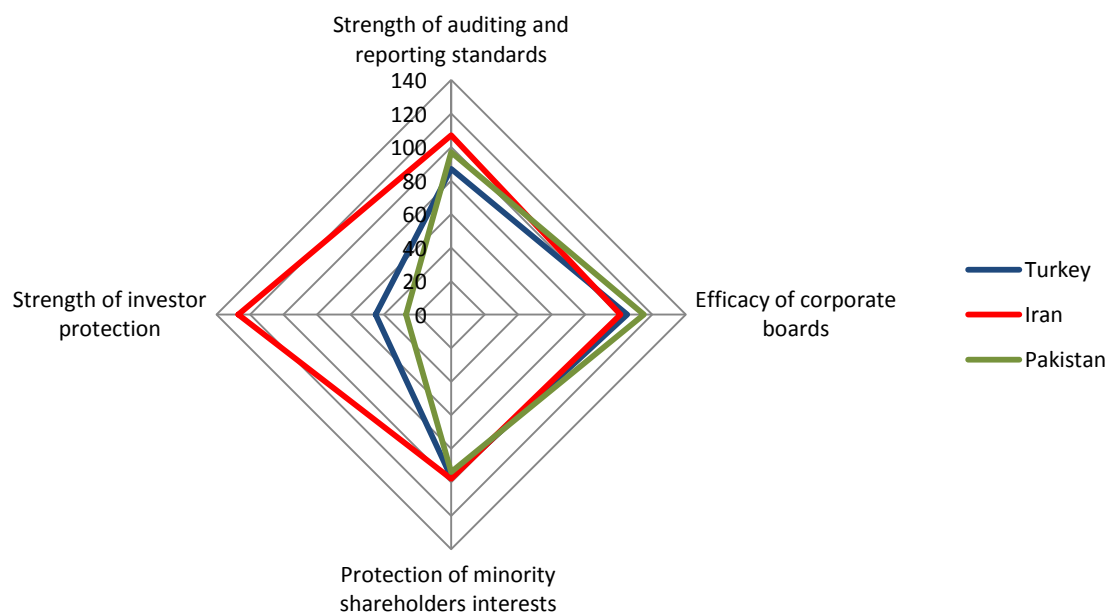 Strength of auditing and
reporting standards
140
120
100
80
60
40
20
0
Strength of investor
protection
Efficacy of corporate
boards
Protection of minority
shareholders interests
Turkey
Iran
Pakistan